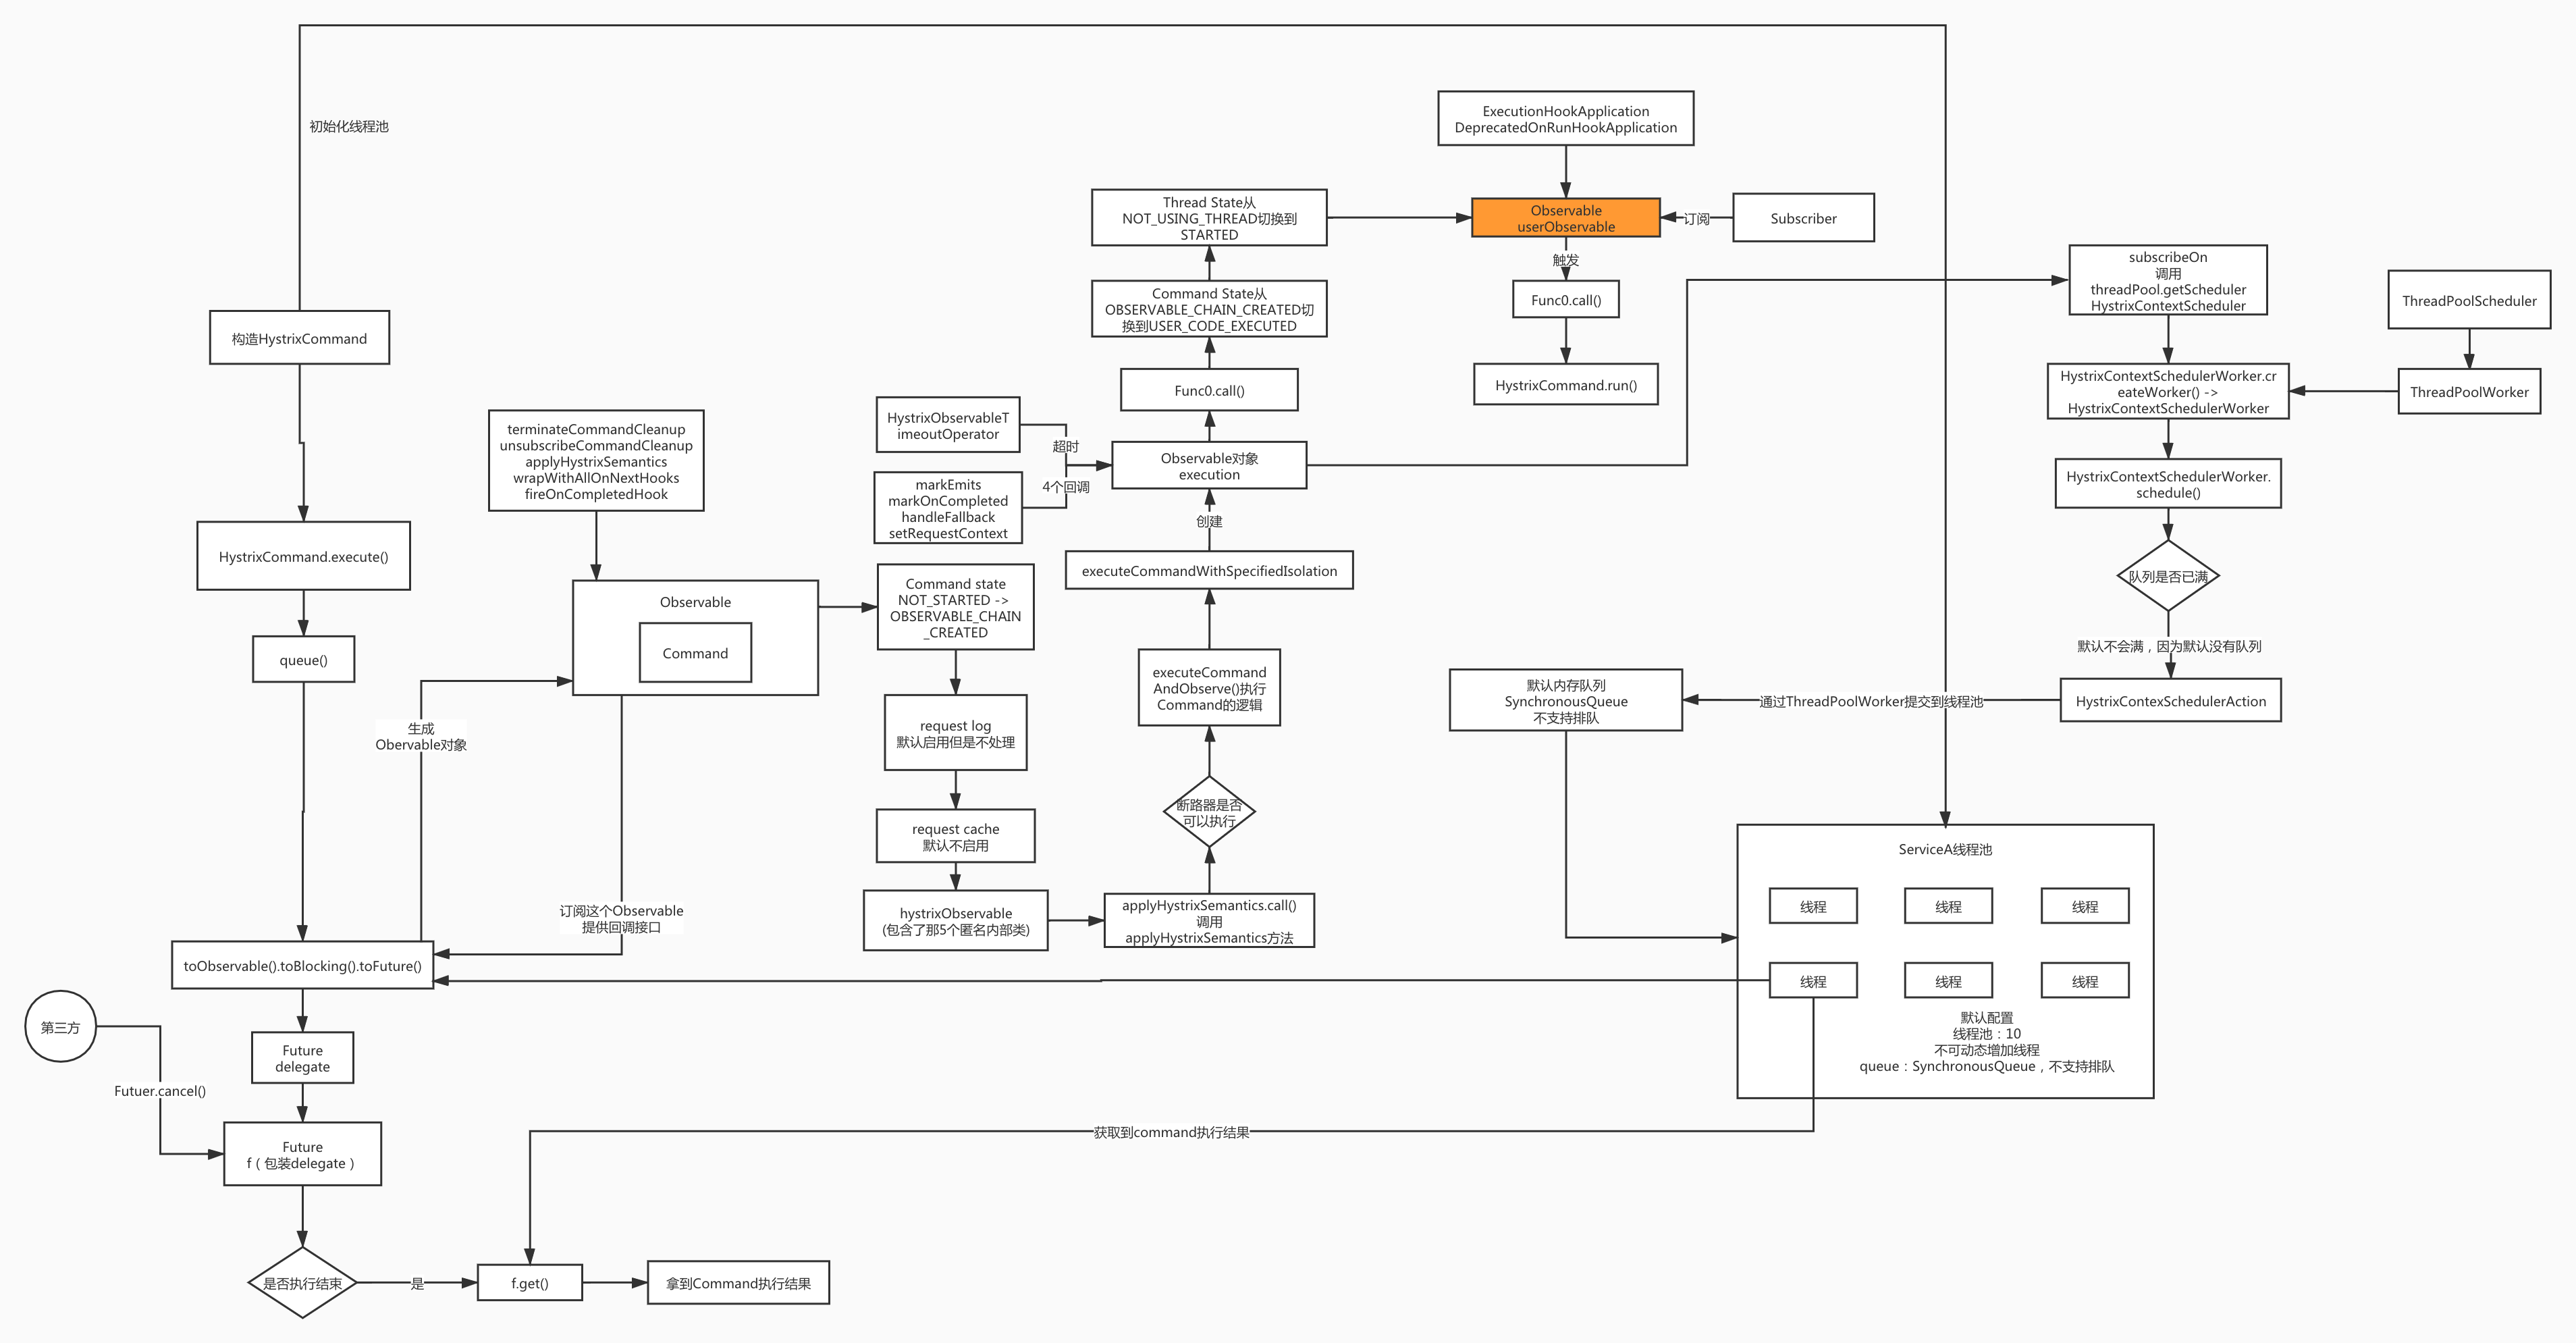 初始化线程池
ExecutionHookApplication
DeprecatedOnRunHookApplication
Thread State从
NOT_USING_THREAD切换到
STARTED
Observable
userObservable
订阅
Subscriber
触发
Func0.call()
HystrixCommand.run()
Command State从
OBSERVABLE_CHAIN_CREATED切
换到USER_CODE_EXECUTED
Func0.call()
subscribeOn
调用
threadPool.getScheduler
HystrixContextScheduler
ThreadPoolScheduler
HystrixContextSchedulerWorker.cr
eateWorker() ->
HystrixContextSchedulerWorker
ThreadPoolWorker
构造HystrixCommand
HystrixObservableT
imeoutOperator
超时
markEmits
markOnCompleted
handleFallback
setRequestContext
4个回调
Observable对象
execution
创建
terminateCommandCleanup
unsubscribeCommandCleanup
applyHystrixSemantics
wrapWithAllOnNextHooks
fireOnCompletedHook
HystrixContextSchedulerWorker.
schedule()
队列是否已满
默认不会满，因为默认没有队列
HystrixContexSchedulerAction
通过ThreadPoolWorker提交到线程池
默认内存队列
SynchronousQueue
不支持排队
HystrixCommand.execute()
queue()
Observable
Command
Command state
NOT_STARTED ->
OBSERVABLE_CHAIN
_CREATED
executeCommandWithSpecifiedIsolation
executeCommand
AndObserve()执行
Command的逻辑
生成
Obervable对象
request log
默认启用但是不处理
断路器是否
可以执行
request cache
默认不启用
hystrixObservable
(包含了那5个匿名内部类)
applyHystrixSemantics.call()
调用
applyHystrixSemantics方法
订阅这个Observable
提供回调接口
toObservable().toBlocking().toFuture()
ServiceA线程池
线程
线程
线程
线程
线程
线程
默认配置
线程池：10
不可动态增加线程
queue：SynchronousQueue，不支持排队
第三方
Futuer.cancel()
Future
delegate
Future
f（包装delegate）
获取到command执行结果
是否执行结束
是
f.get()
拿到Command执行结果